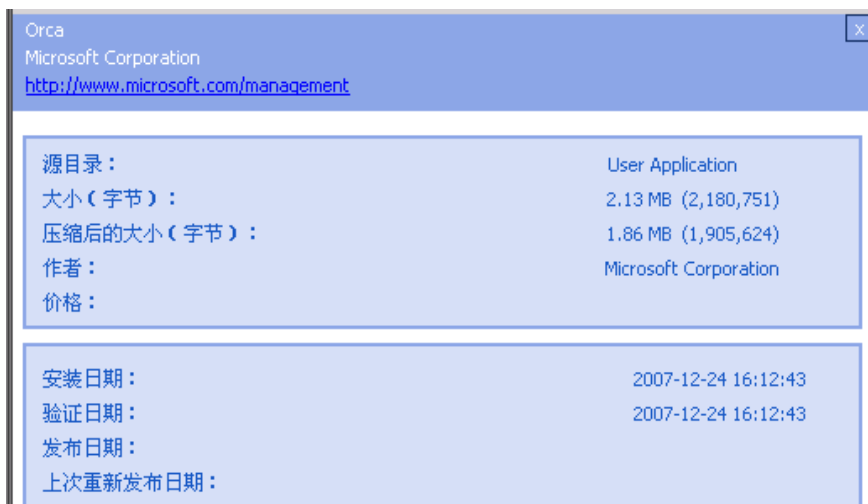 Orca
x
Microsoft Corporation
http://www.microsoft.com/management
源目录： User Application
大小（字节）： 2.13 MB (2,180,751)
压缩后的大小（字节）： 1.86 MB (1,905,624)
作者： Microsoft Corporation
价格：
安装日期： 2007-12-24 16:12:43
验证日期： 2007-12-24 16:12:43
发布日期：
上次重新发布日期：